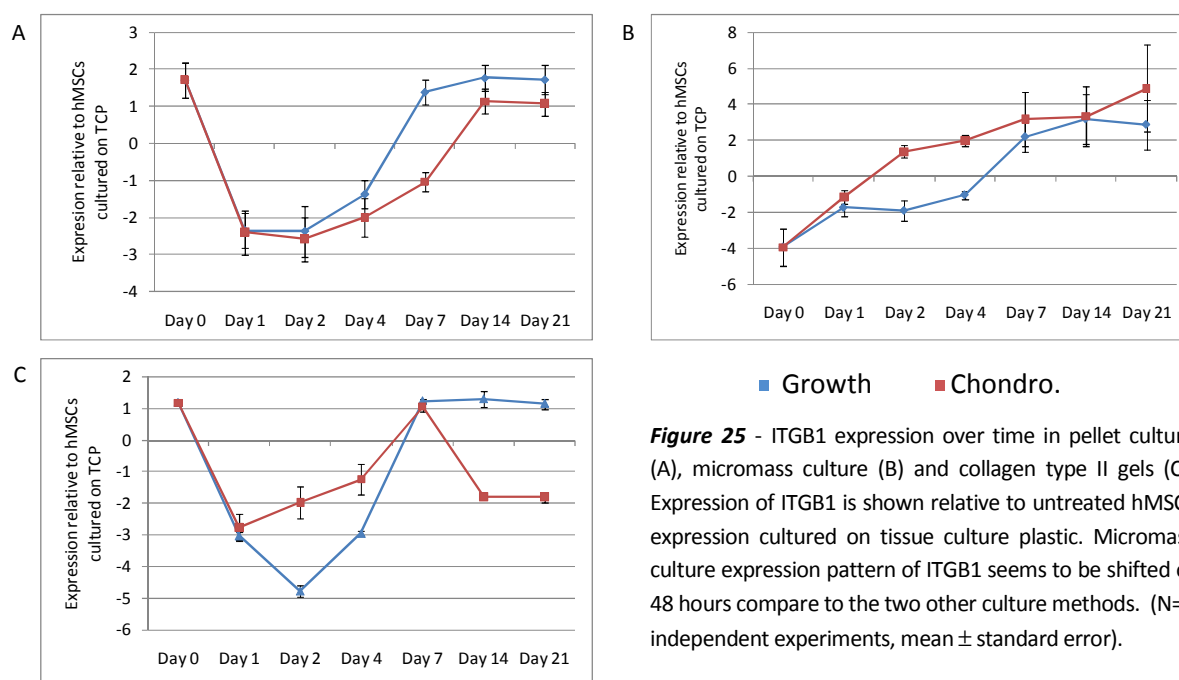 A
Expression relative to hMSCs
cultured on TCP
3
2
1
0
-1
-2
-3
-4
Day 0 Day 1 Day 2 Day 4 Day 7 Day 14 Day 21
B
Expression relative to hMSCs
cultured on TCP
8
6
4
2
0
-2
-4
-6
Day 0 Day 1 Day 2 Day 4 Day 7 Day 14 Day 21
C
Expression relative to hMSCs
cultured on TCP
2
1
0
-1
-2
-3
-4
-5
-6
Day 0 Day 1 Day 2 Day 4 Day 7 Day 14 Day 21
Growth Chondro.
Figure 25 - ITGB1 expression over time in pellet cultur
(A), micromass culture (B) and collagen type II gels (C
Expression of ITGB1 is shown relative to untreated hMSC
expression cultured on tissue culture plastic. Micromas
culture expression pattern of ITGB1 seems to be shifted
48 hours compare to the two other culture methods. (N=
independent experiments, mean ± standard error).